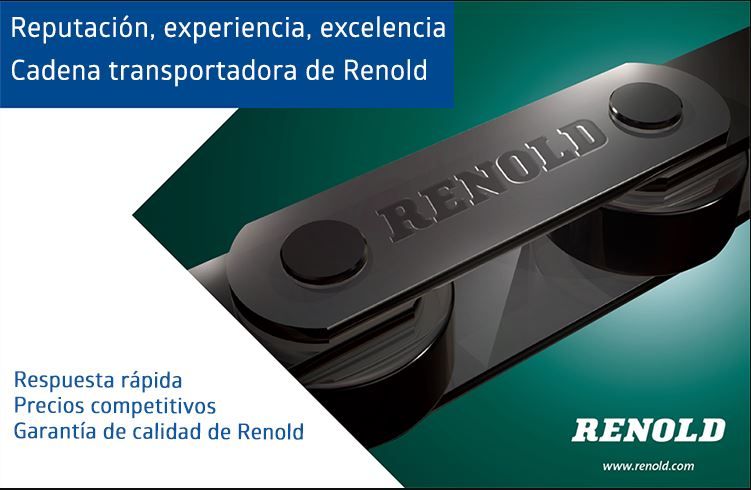 Reputación, experiencia, excelencia
Cadena transportadora de Renold
RENOLD
Respuesta rápida
Precios competitivos
Garantía de calidad de Renold
RENOLD
www.renold.com